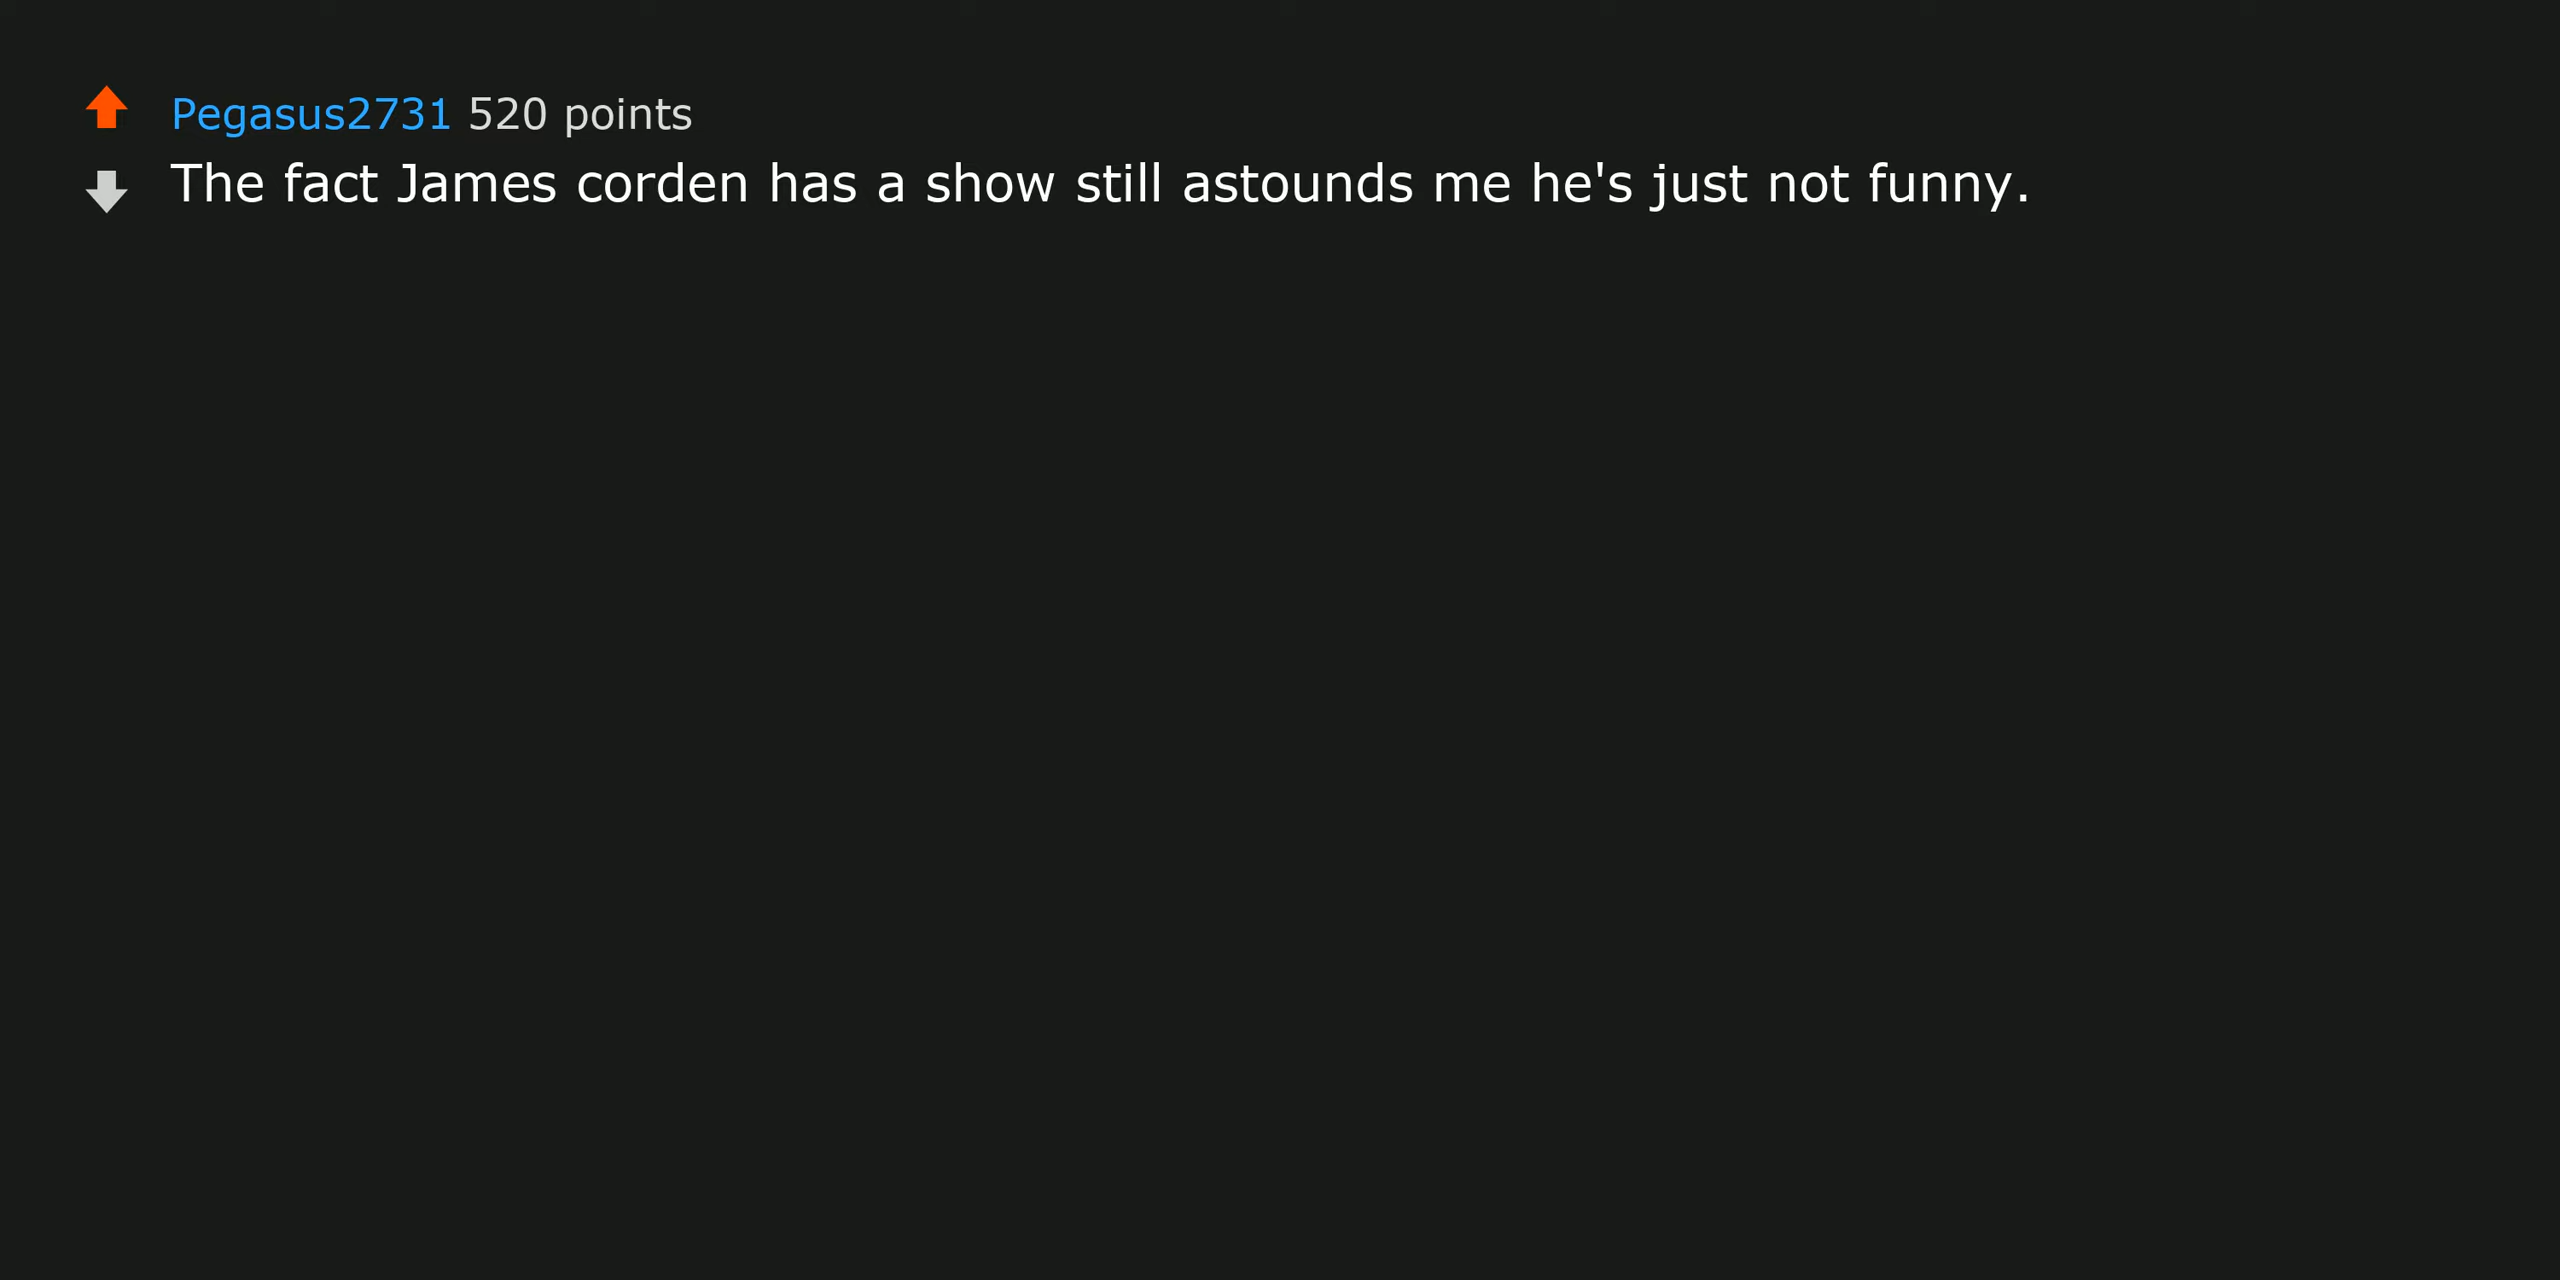 Pegasus2731 520 points
The fact James corden has a show still astounds me he's just not funny.